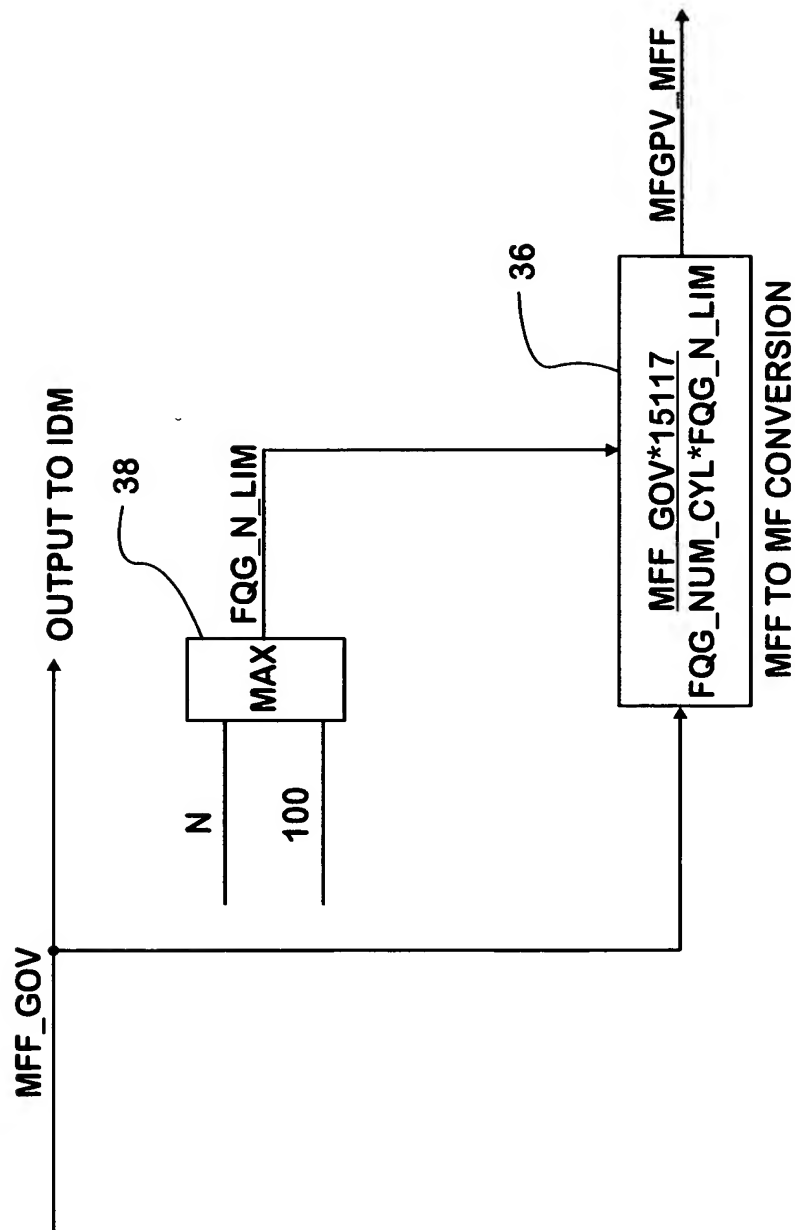 MFF_GOV
OUTPUT TO IDM
N
100
MAX
38
FQG_N_LIM
36
MFF_GOV*15117
FQG_NUM_CYL*FQG_N_LIM
MFGPV_MFF
MFF TO MF CONVERSION